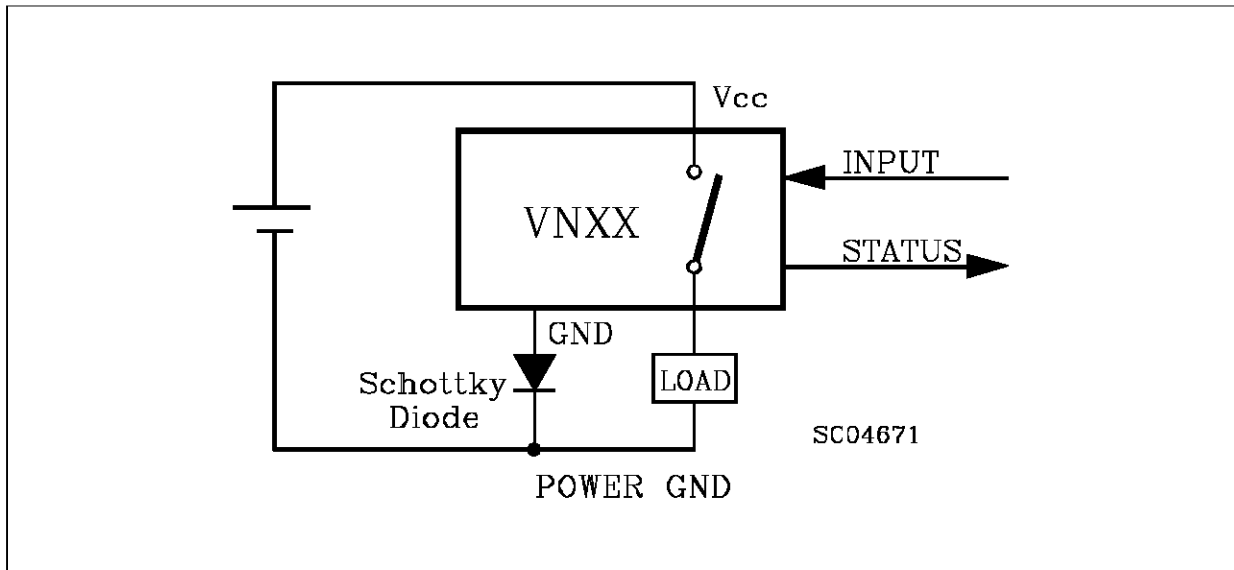 Vcc
INPUT
VNXX
STATUS
GND
Schottky
Diode
LOAD
SC04671
POWER GND